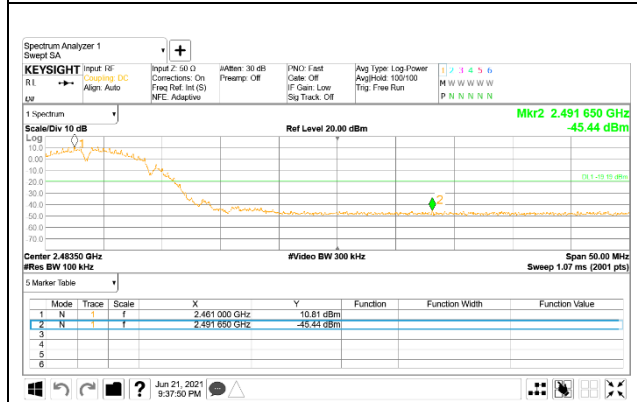 Spectrum Analyzer 1
Swept SA
+
KEYSIGHT Input: RF Input Z: 50 Ω #Atten: 30 dB PNO: Fast Avg Type: Log-Power 1 2 3 4 5 6
R L Coupling: DC Corrections: On Preamp: Off Gate: Off Avg|Hold: 100/100 M W W W W W
Align: Auto Freq Ref: Int (S) IF Gain: Low Trig: Free Run
NFE: Adaptive Sig Track: Off P N N N N N
1 Spectrum Mkr2 2.491 650 GHz
Scale/Div 10 dB Ref Level 20.00 dBm -45.44 dBm
Log
10.0
0.00
10.0
20.0
30.0
40.0
2
-50.0
-60.0
-70.0
Center 2.48350 GHz #Video BW 300 kHz Span 50.00 MHz
#Res BW 100 kHz Sweep 1.07 ms (2001 pts)
5 Marker Table
Mode Trace Scale X Y Function Function Width Function Value
1 N 1 f 2.461 000 GHz 10.81 dBm
2 N 1 f 2.491 650 GHz -45.44 dBm
3
4
5
6
? Jun 21, 2021
9:37:50 PM